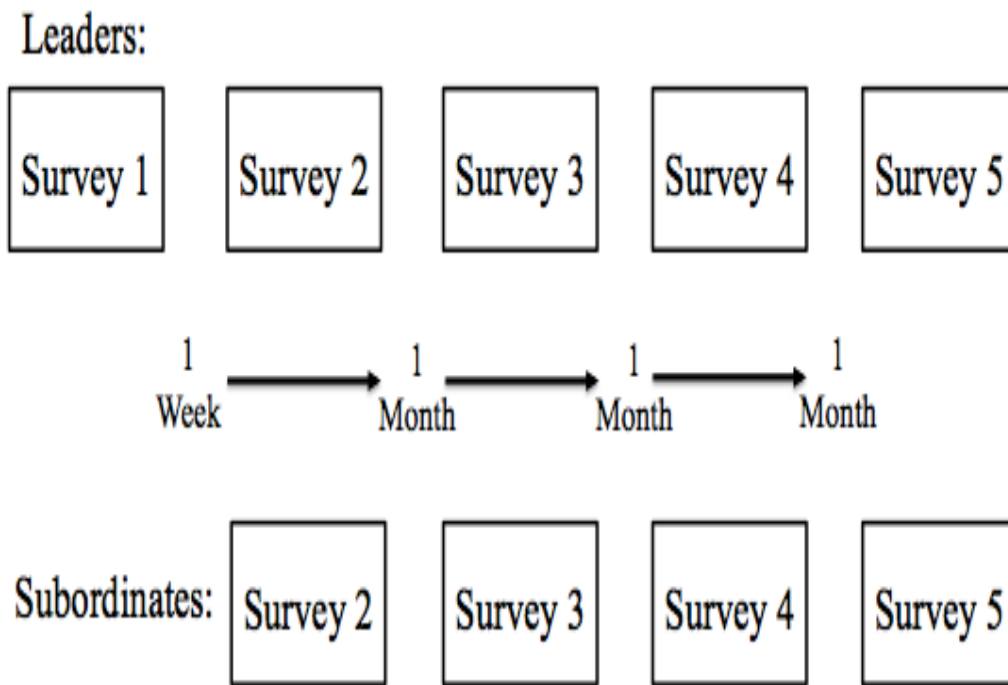 Leaders:
Survey 1 Survey 2 Survey 3 Survey 4 Survey 5
1 1 1 1
Week Month Month Month
Subordinates: Survey 2 Survey 3 Survey 4 Survey 5